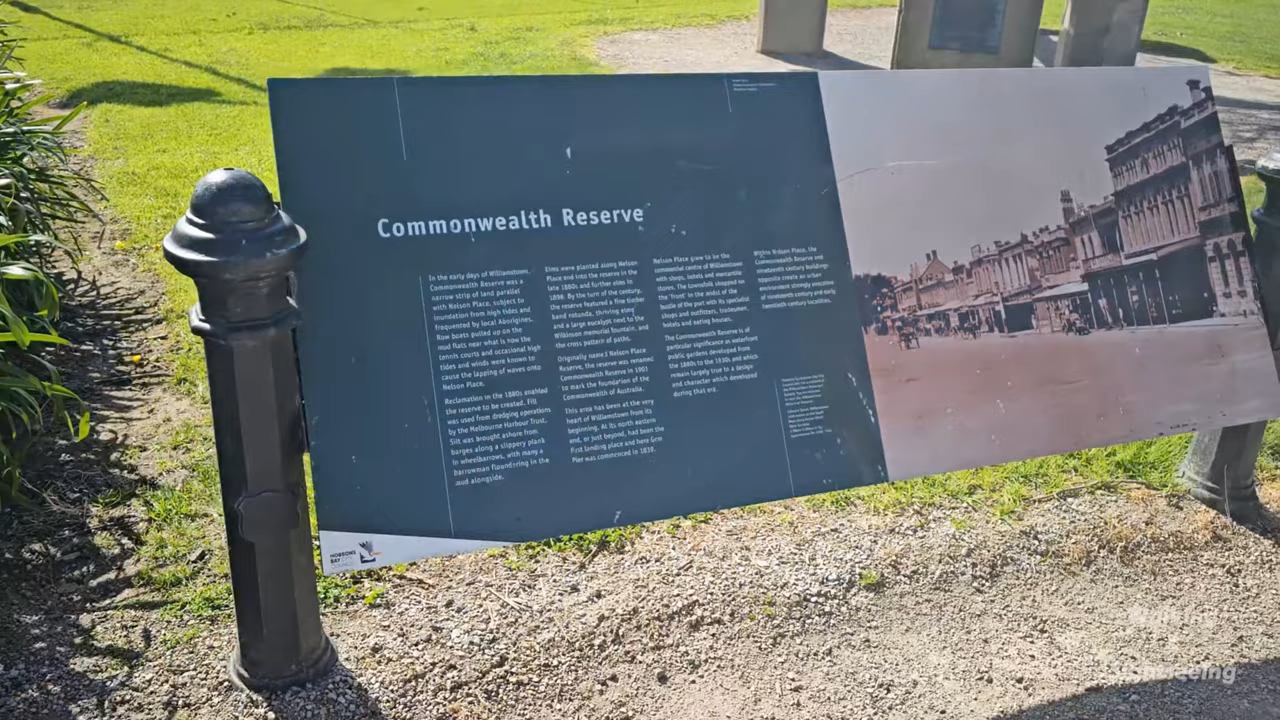 Commonwealth Reserve
In the early days of Williamstown,
Commonwealth Reserve was a
narrow strip of land parallel
with Nelson Place, subject to
inundation from high tides and
frequented by local Aborigines.
Row boats pulled up on the
mud flats near what is now the
tennis courts and occasional high
tides and winds were known to
cause the lapping of waves onto
Nelson Place.
Reclamation in the 1880s enabled
the reserve to be created. Fill
was used from dredging operations
by the Melbourne Harbour Trust.
Silt was brought ashore from
barges along a slippery plank
in wheelbarrows, with many a
barrowman floundering in the
mud alongside.
Elms were planted along Nelson
Place and into the reserve in the
late 1880s and further elms in
1898. By the turn of the century,
the reserve featured a fine timber
band rotunda, thriving elms
and a large eucalypt next to the
Wilkinson memorial fountain, and
the cross pattern of paths.
Originally named Nelson Place
Reserve, the reserve was renamed
Commonwealth Reserve in 1901
to mark the foundation of the
Commonwealth of Australia.
This area has been at the very
heart of Williamstown from its
beginning. At its north eastern
end, or just beyond, had been the
first landing place and here Gem
Pier was commenced in
Nelson Place grew to be the
commercial centre of Williamstown
with shops, hotels and mercantile
stores. The township shopped on
the 'front' in the midst of the
bustle of the port with its specialist
shops and outfitters, tradesmen,
hotels and eating houses.
The Commonwealth Reserve is of
particular significance as waterfront
public gardens developed from
the 1880s to the 1930s and which
remain largely true to a design
and character which developed
during that era.
Within Nelson Place, the
Commonwealth Reserve and
nineteenth century buildings
opposite create an urban
environment strongly evocative
of nineteenth century and early
twentieth century localities.
HOBSONS
BAY CITY
COUNCIL